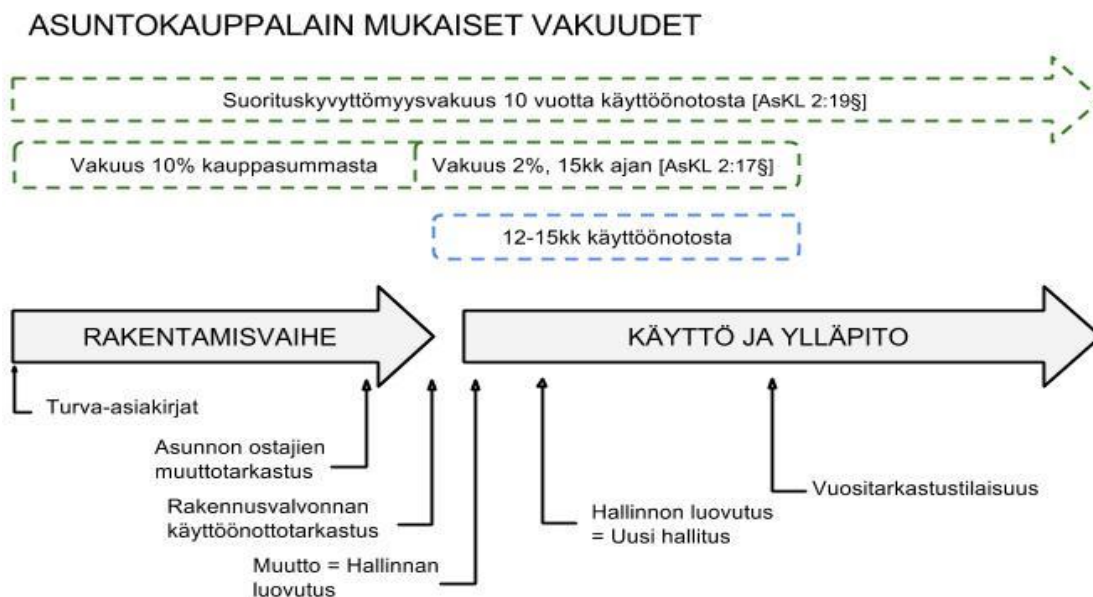 ASUNTOKAUPPALAIN MUKAISET VAKUUDET
Suorituskyvyttömyysvakuus 10 vuotta käyttöönotosta [AsKL 2:19§]
Vakuus 10% kauppasummasta
Vakuus 2%, 15kk ajan [AsKL 2:17§]
12-15kk käyttöönotosta
RAKENTAMISVAIHE
KÄYTTÖ JA YLLÄPITO
Turva-asiakirjat
Asunnon ostajien
muuttotarkastus
Rakennusvalvonnan
käyttöönottotarkastus
Muutto = Hallinnan
luovutus
Hallinnon luovutus
= Uusi hallitus
Vuositarkastustilaisuus